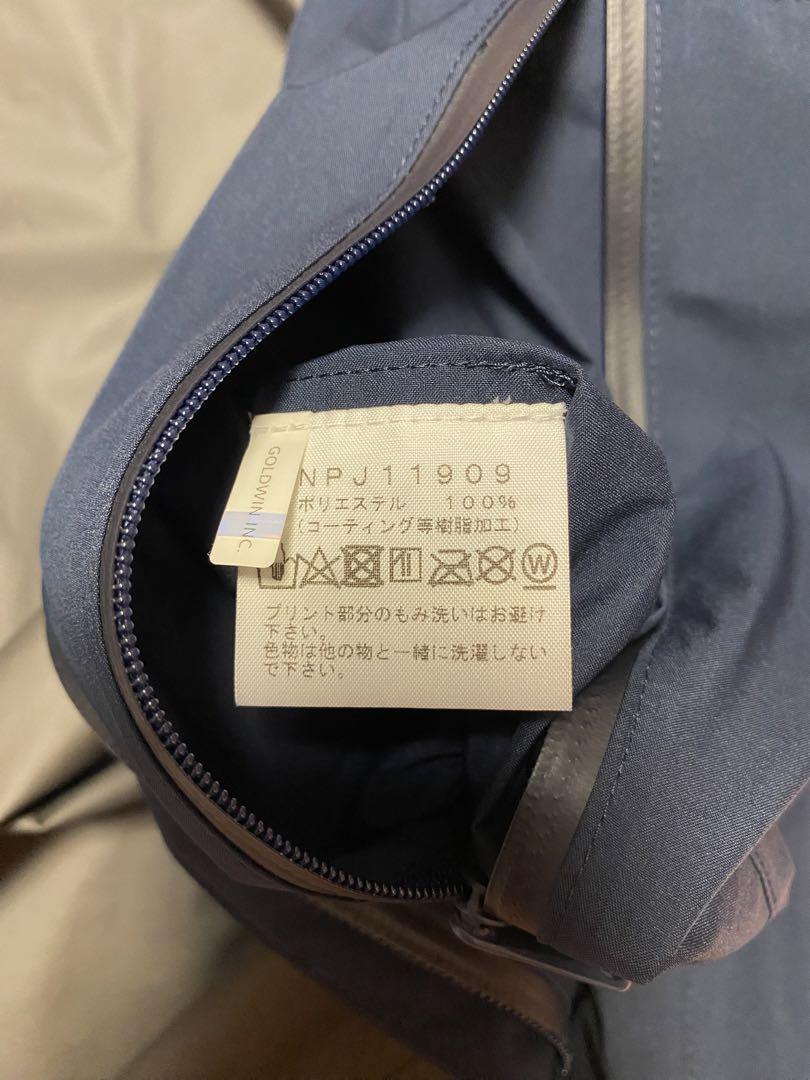 GOLDWIN INC.
NPJ11909
ポリエステル 100%
(コーティング等樹脂加工)
W
プリント部分のもみ洗いはお避け
下さい。
色物は他の物と一緒に洗濯しない
で下さい。